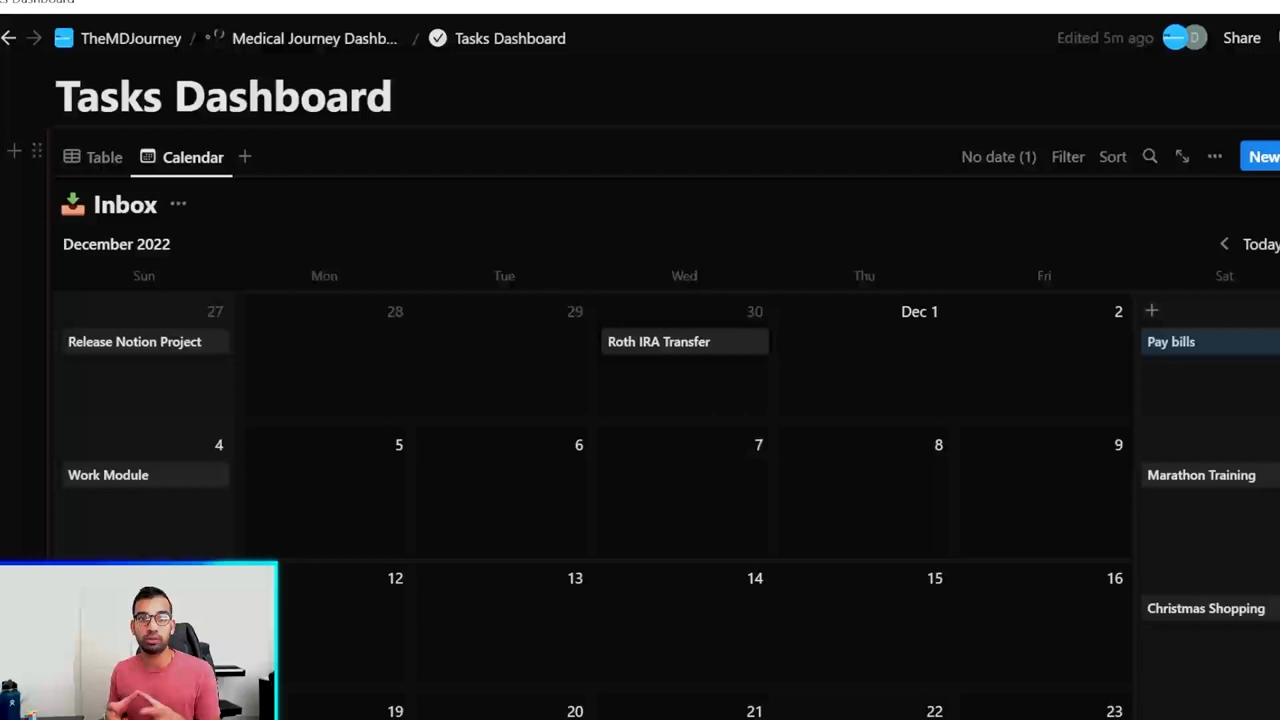 TheMDJourney / Medical Journey Dashb... / Tasks Dashboard Edited 5m ago D Share
Tasks Dashboard
Table Calendar No date (1) Filter Sort New
Inbox
December 2022 Today
Sun Mon Tue Wed Thu Fri Sat
27 28 29 30 Dec 1 2
Release Notion Project Roth IRA Transfer Pay bills
4 5 6 7 8 9
Work Module Marathon Training
12 13 14 15 16
Christmas Shopping
19 20 21 22 23